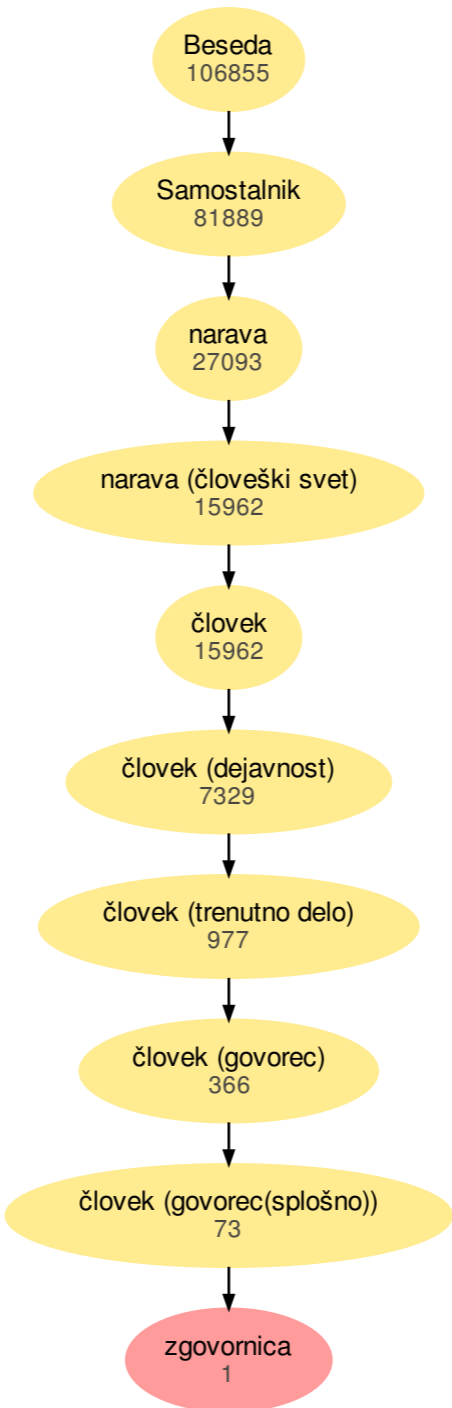 Beseda
106855
Samostalnik
81889
narava
27093
narava (človeški svet)
15962
človek
15962
človek (dejavnost)
7329
človek (trenutno delo)
977
človek (govorec)
366
človek (govorec(splošno))
73
zgovornica
1